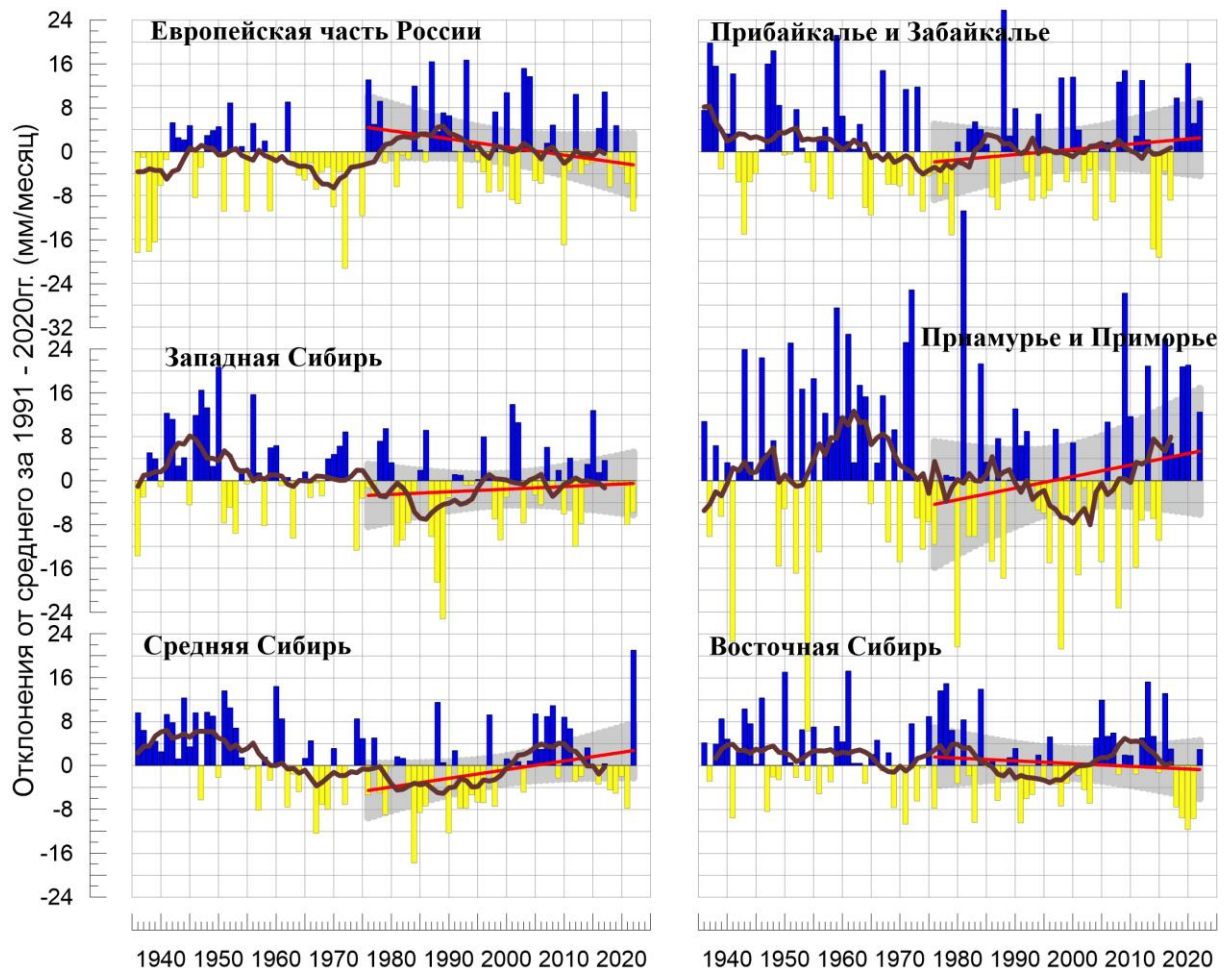 Отклонения от среднего за 1991 - 2020гг. (мм/месяц)
24
16
8
0
-8
-16
-24
-32
24
16
8
0
-8
-16
-24
24
16
8
0
-8
-16
-24
Европейская часть России
Прибайкалье и Забайкалье
Западная Сибирь
Приамурье и Приморье
Средняя Сибирь
Восточная Сибирь
1940 1950 1960 1970 1980 1990 2000 2010 2020
1940 1950 1960 1970 1980 1990 2000 2010 2020